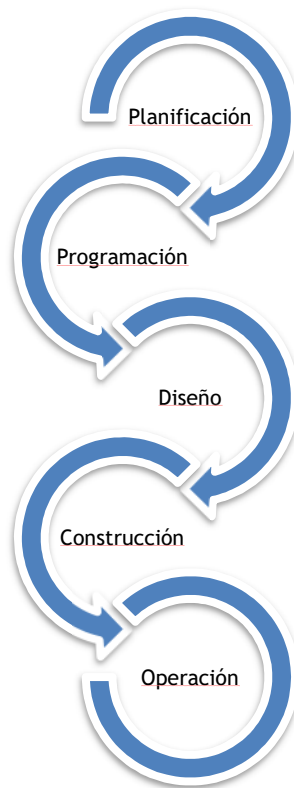 Planificación
Programación
Diseño
Construcción
Operación